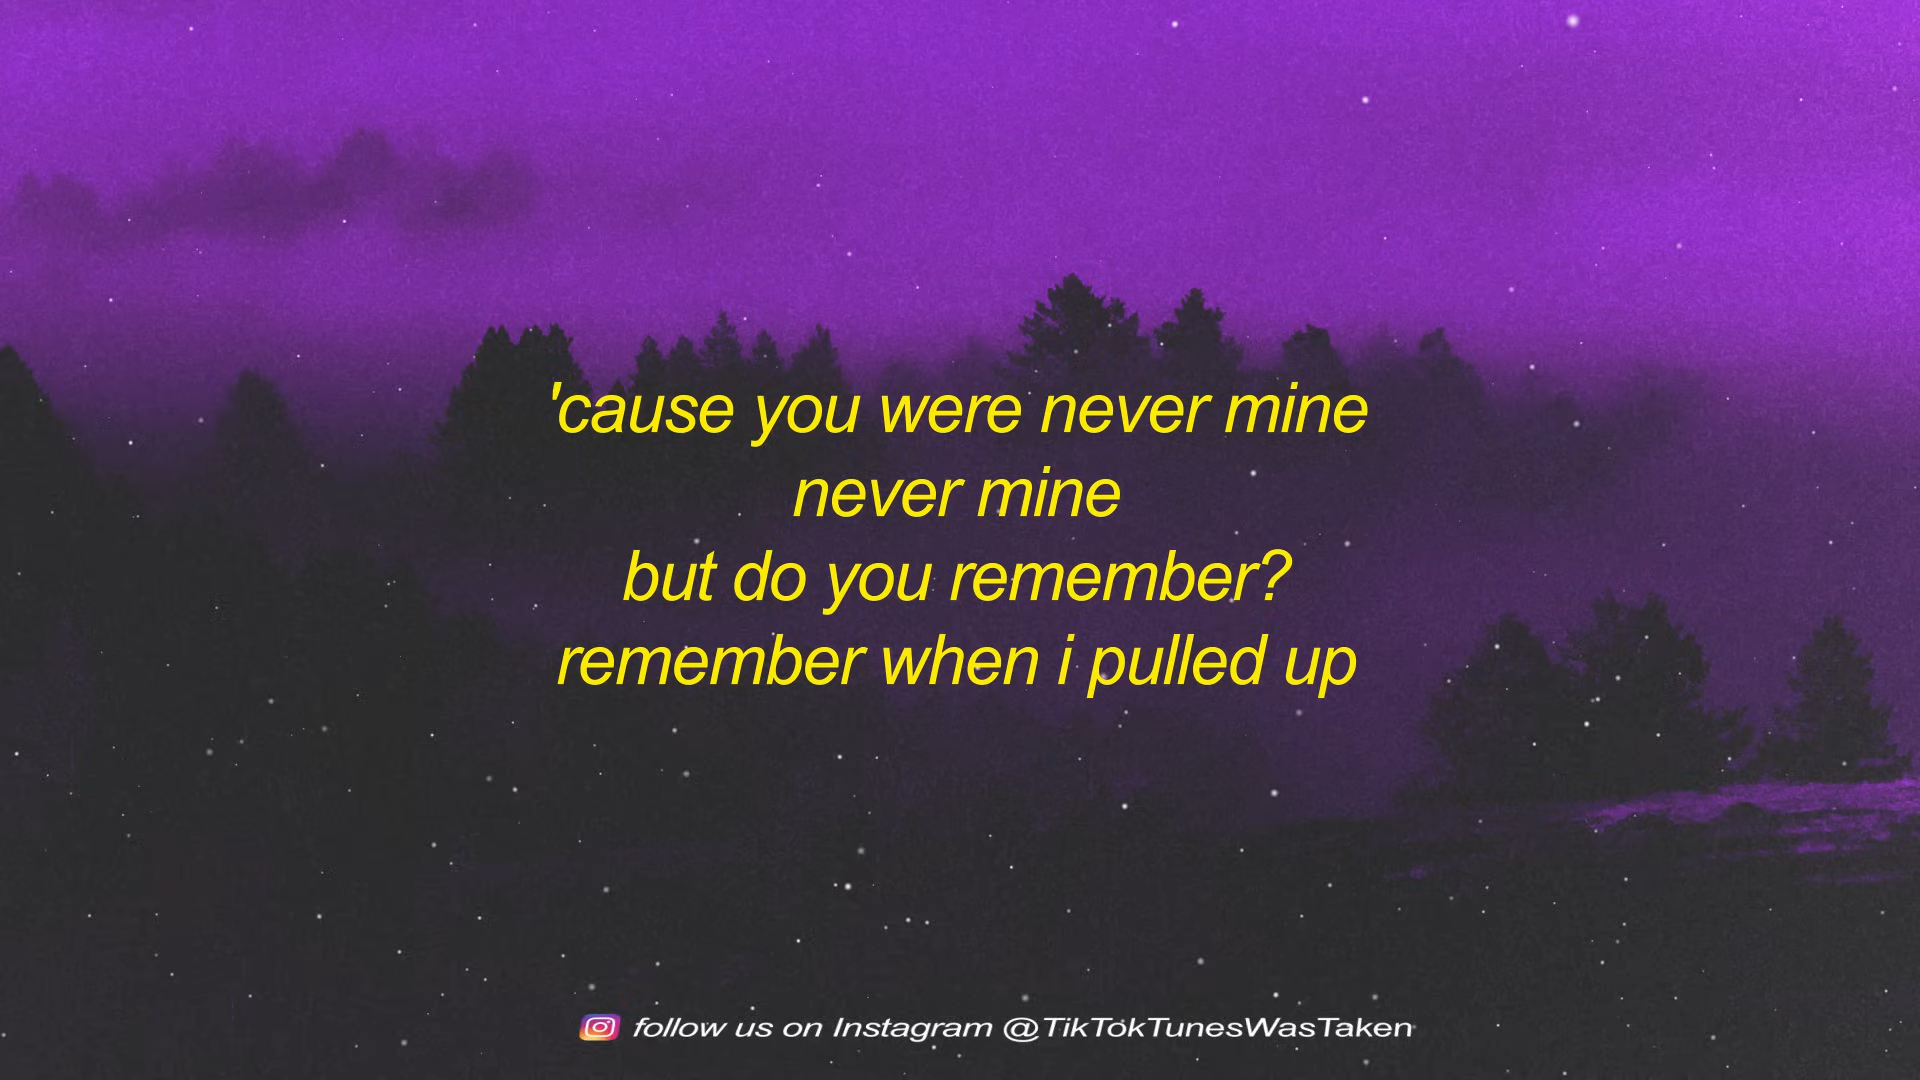 'cause you were never mine
never mine
but do you remember?
remember when i pulled up
follow us on Instagram @TikTokTunesWasTaken